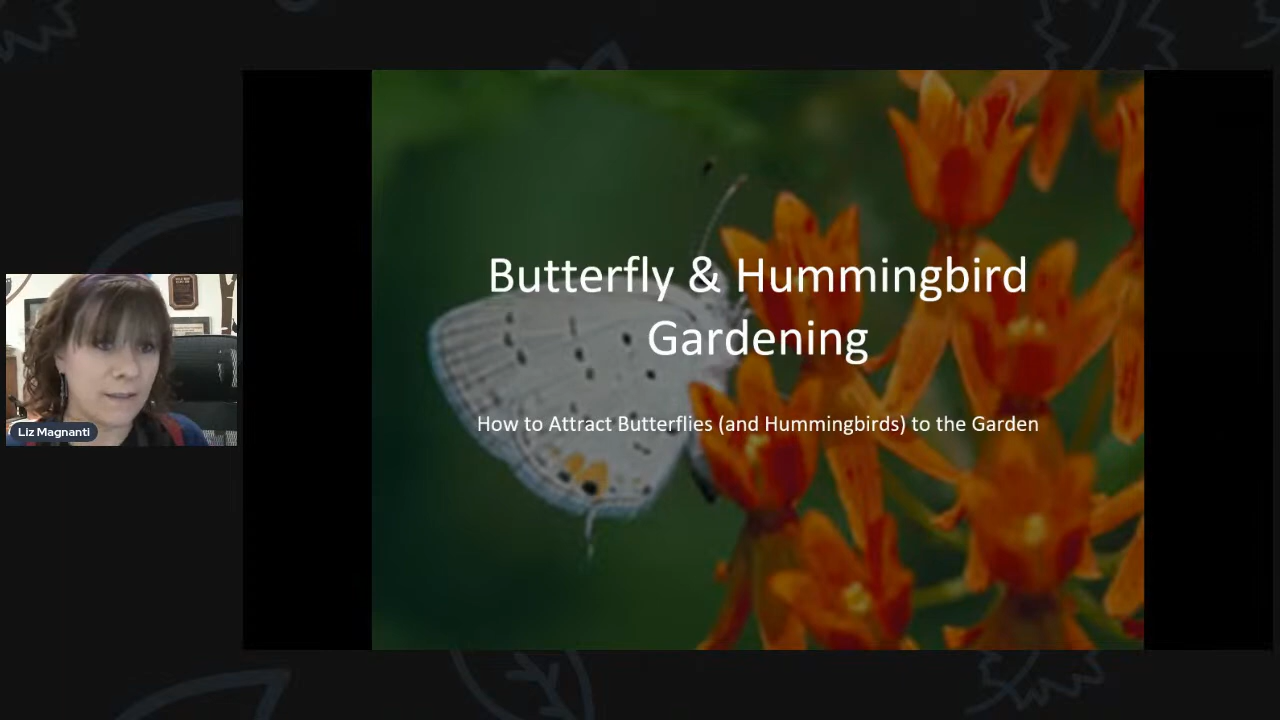 Butterfly & Hummingbird
Gardening
How to Attract Butterflies (and Hummingbirds) to the Garden
Liz Magnanti